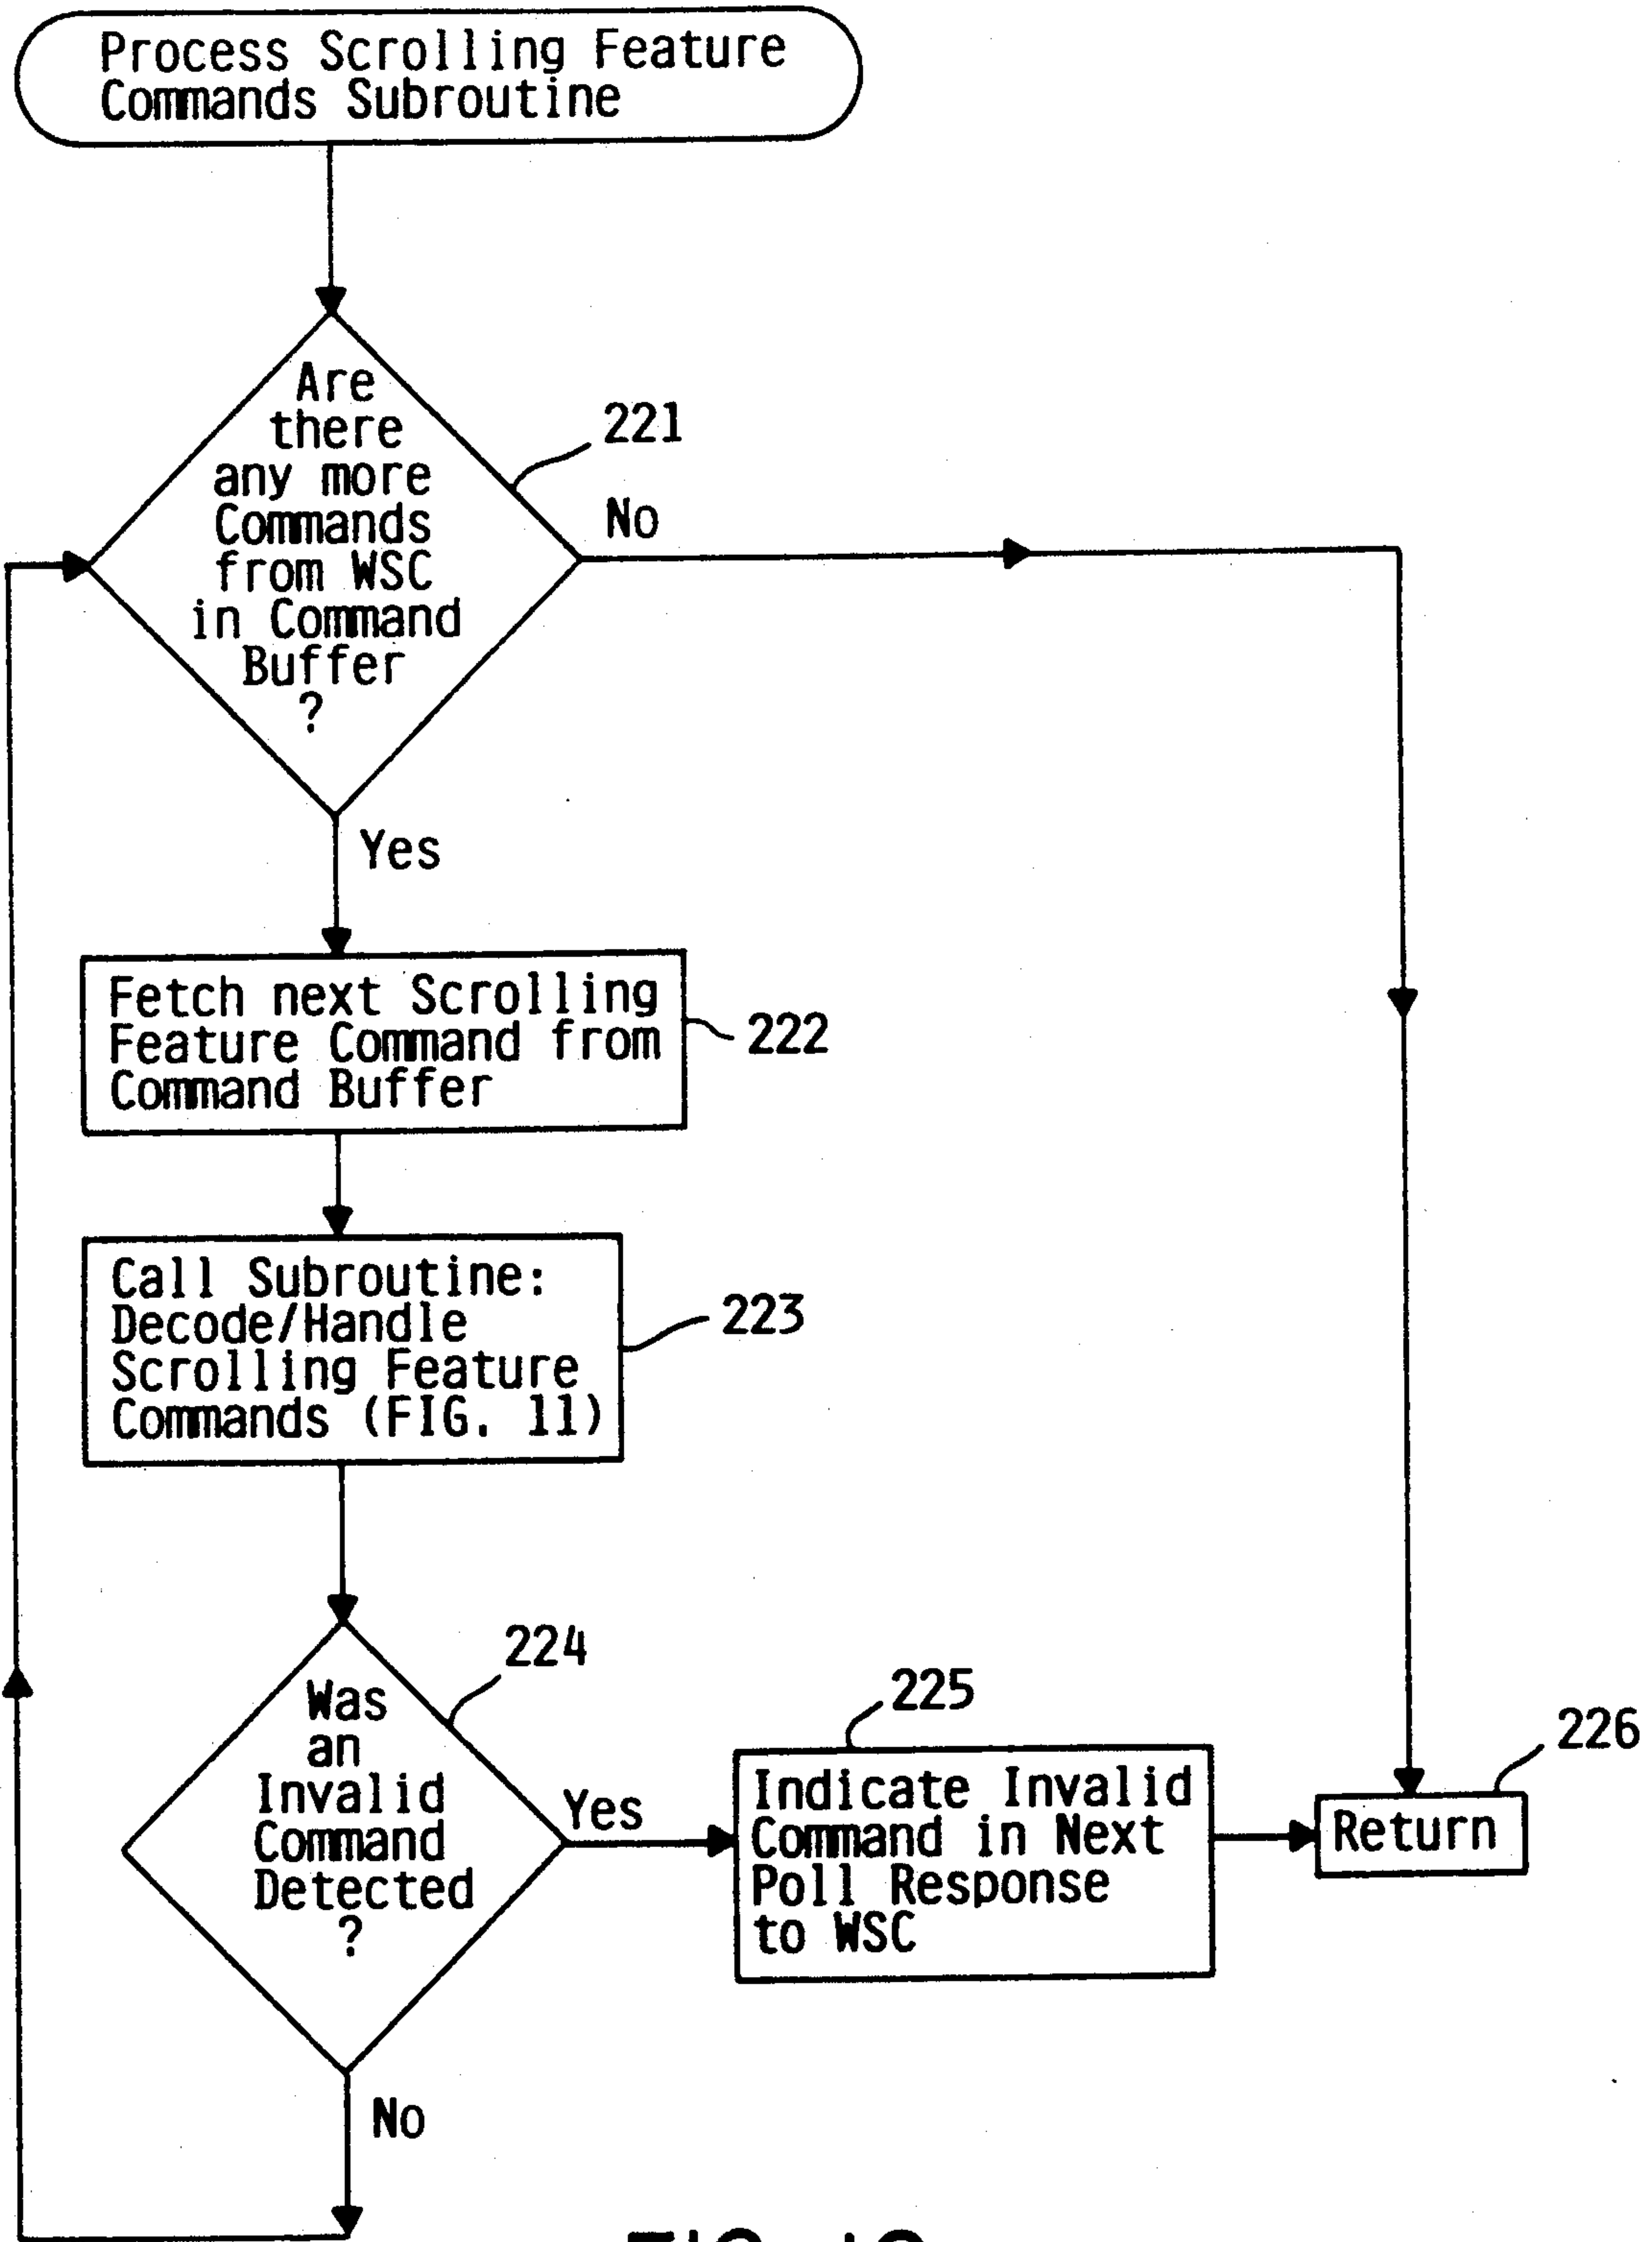 Process Scrolling Feature
Commands Subroutine
Are
there
any more
Commands
from WSC
in Command
Buffer
?
221
No
Yes
Fetch next Scrolling
Feature Command from
Command Buffer
222
Call Subroutine:
Decode/Handle
Scrolling Feature
Commands (FIG. 11)
223
Was
an
Invalid
Command
Detected
?
224
Yes
No
225
Indicate Invalid
Command in Next
Poll Response
to WSC
226
Return